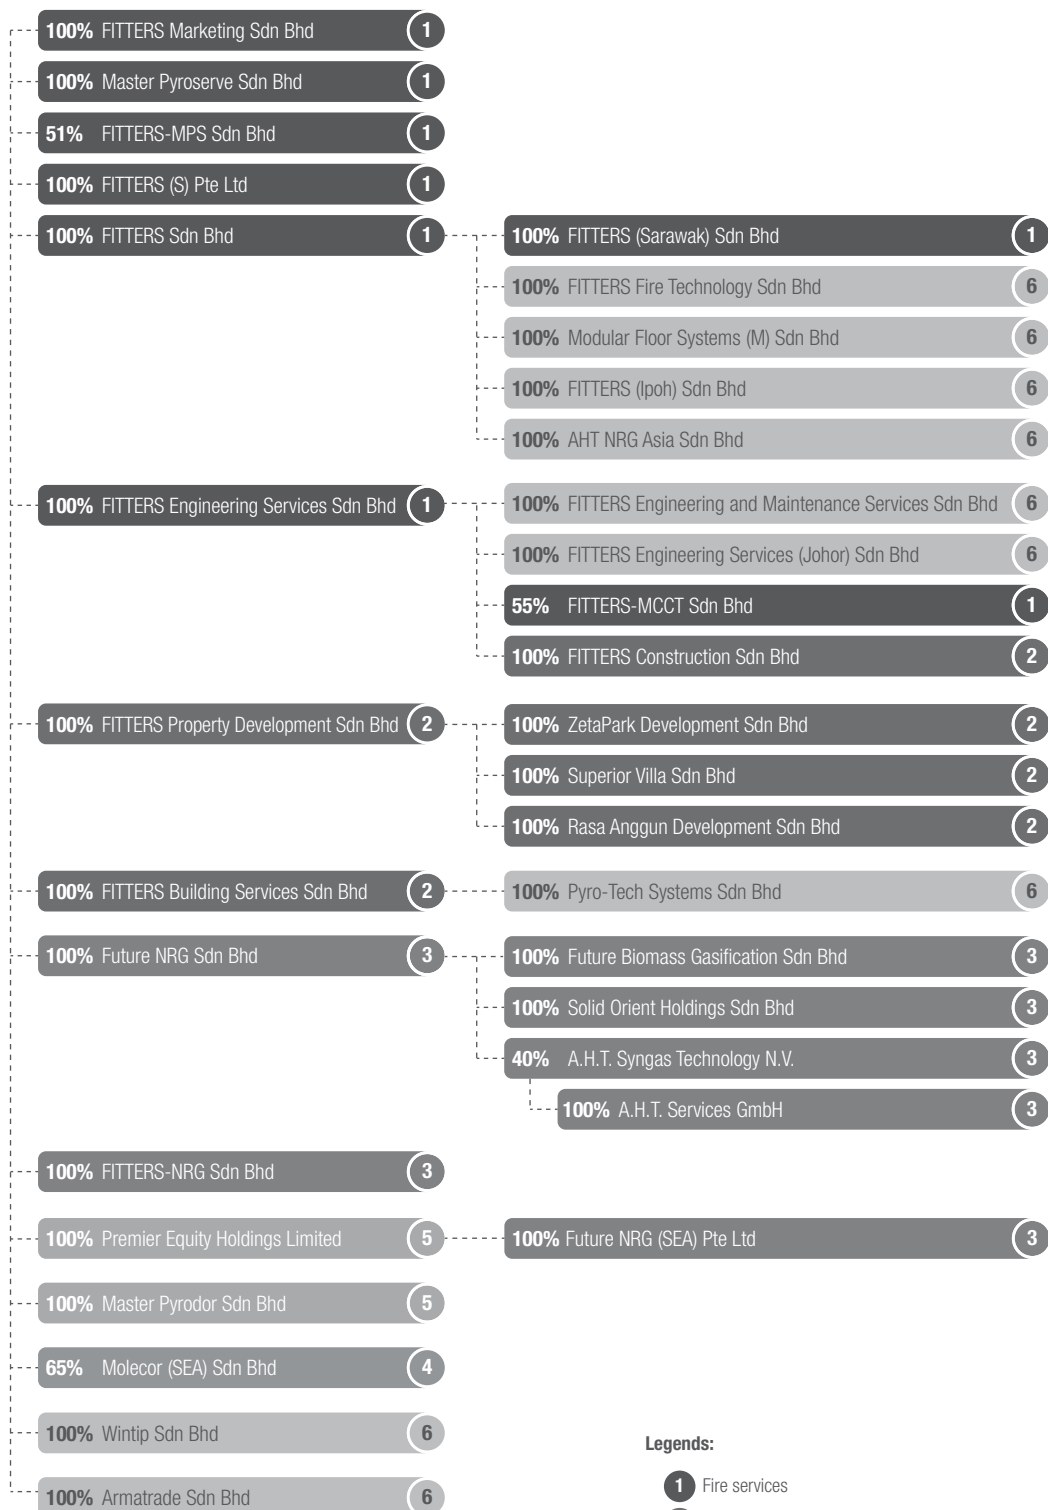 100% FITTERS Marketing Sdn Bhd 1
100% Master Pyroserve Sdn Bhd 1
51% FITTERS-MPS Sdn Bhd 1
100% FITTERS (S) Pte Ltd 1
100% FITTERS Sdn Bhd 1
100% FITTERS (Sarawak) Sdn Bhd 1
100% FITTERS Fire Technology Sdn Bhd 6
100% Modular Floor Systems (M) Sdn Bhd 6
100% FITTERS (Ipoh) Sdn Bhd 6
100% AHT NRG Asia Sdn Bhd 6
100% FITTERS Engineering Services Sdn Bhd 1
100% FITTERS Engineering and Maintenance Services Sdn Bhd 6
100% FITTERS Engineering Services (Johor) Sdn Bhd 6
55% FITTERS-MCCT Sdn Bhd 1
100% FITTERS Construction Sdn Bhd 2
100% FITTERS Property Development Sdn Bhd 2
100% ZetaPark Development Sdn Bhd 2
100% Superior Villa Sdn Bhd 2
100% Rasa Anggun Development Sdn Bhd 2
100% FITTERS Building Services Sdn Bhd 2
100% Pyro-Tech Systems Sdn Bhd 6
100% Future NRG Sdn Bhd 3
100% Future Biomass Gasification Sdn Bhd 3
100% Solid Orient Holdings Sdn Bhd 3
40% A.H.T. Syngas Technology N.V. 3
100% A.H.T. Services GmbH 3
100% FITTERS-NRG Sdn Bhd 3
100% Premier Equity Holdings Limited 5
100% Future NRG (SEA) Pte Ltd 3
100% Master Pyrodor Sdn Bhd 5
65% Molecor (SEA) Sdn Bhd 4
100% Wintip Sdn Bhd 6
100% Armatrade Sdn Bhd 6
Legends:
1 Fire services